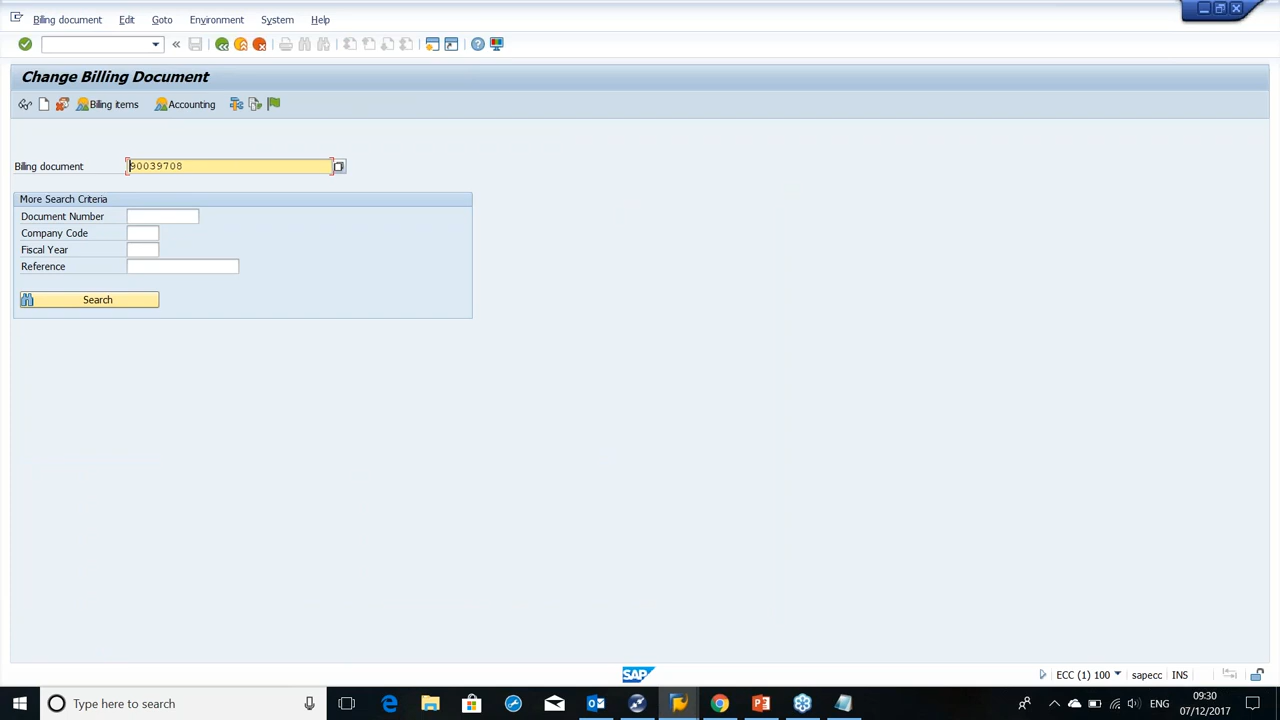 Billing document Edit Goto Environment System Help
Change Billing Document
Billing items Accounting
Billing document 90039708
More Search Criteria
Document Number
Company Code
Fiscal Year
Reference
Search
SAP
ECC (1) 100 sapecc INS
Type here to search
ENG
09:30
07/12/2017